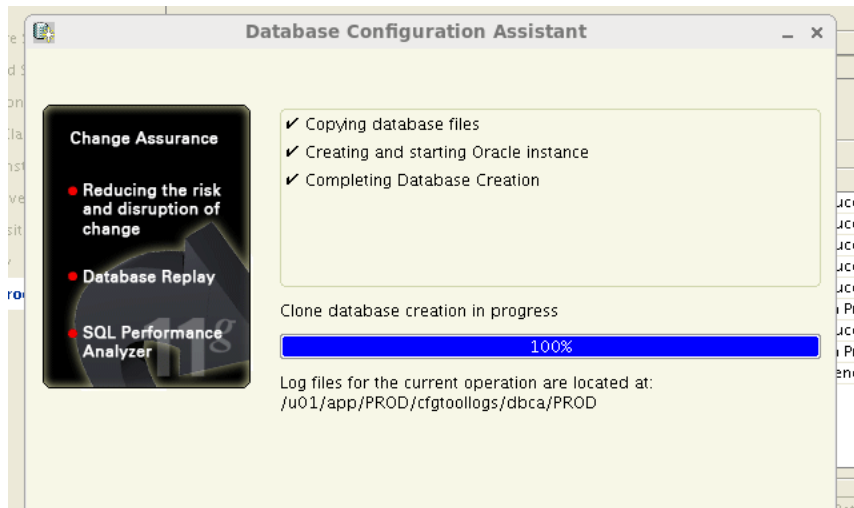 Database Configuration Assistant
Change Assurance
Reducing the risk
and disruption of
change
Database Replay
SQL Performance
Analyzer
11g
Copying database files
Creating and starting Oracle instance
Completing Database Creation
Clone database creation in progress
100%
Log files for the current operation are located at:
/u01/app/PROD/cfgtoollogs/dbca/PROD